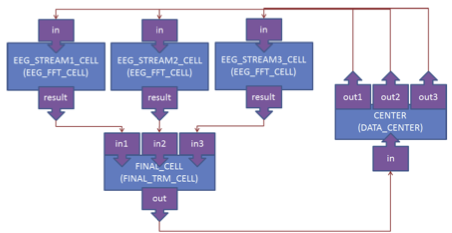 in
in
in
EEG_STREAM1_CELL
(EEG_FFT_CELL)
EEG_STREAM2_CELL
(EEG_FFT_CELL)
EEG_STREAM3_CELL
(EEG_FFT_CELL)
result
result
result
out1
out2
out3
CENTER
(DATA_CENTER)
in
in1
in2
in3
FINAL_CELL
(FINAL_TRM_CELL)
out